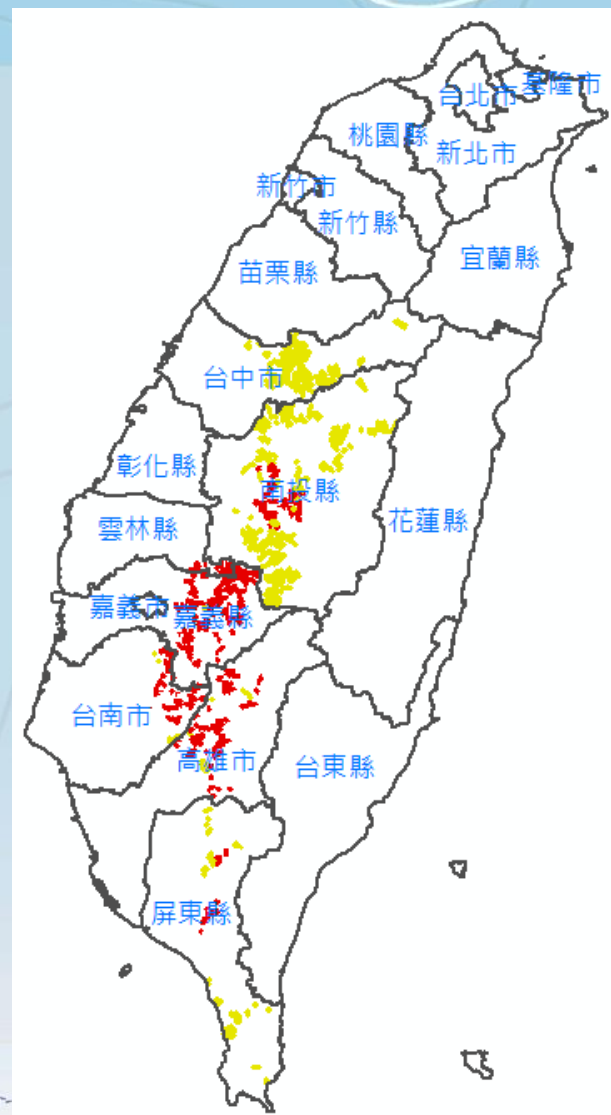 台北市
基隆市
桃園縣
新北市
新竹市
新竹縣
宜蘭縣
苗栗縣
台中市
彰化縣
南投縣
花蓮縣
雲林縣
嘉義市
嘉義縣
台南市
高雄市
台東縣
屏東縣